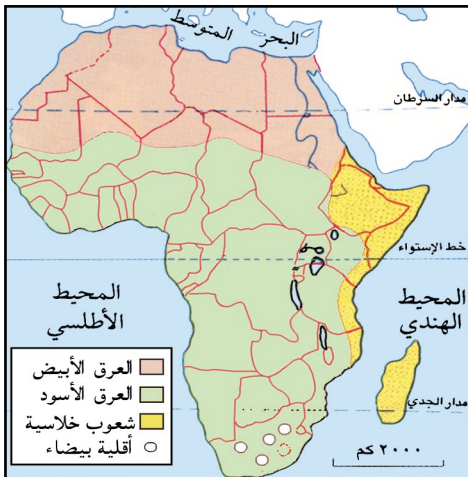 البحر المتوسط
مدار السرطان
خط الإستواء
المحيط
الأطلسي
المحيط
الهندي
مدار الجدي
العرق الأبيض
العرق الأسود
شعوب خلاسية
أقلية بيضاء
٢٠٠٠ كم